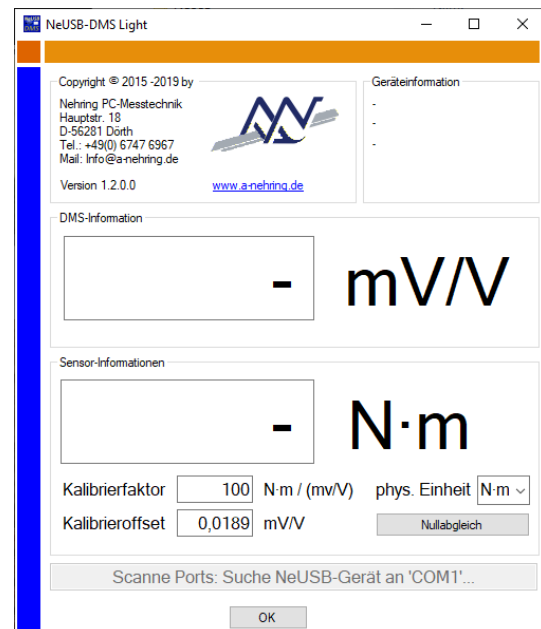 NeUSB-DMS Light
Copyright © 2015 -2019 by
Nehring PC-Messtechnik
Hauptstr. 18
D-56281 Dörth
Tel.: +49(0) 6747 6967
Mail: Info@a-nehring.de
Version 1.2.0.0
www.a-nehring.de
Geräteinformation
-
-
-
DMS-Information
- mV/V
Sensor-Informationen
- N·m
Kalibrierfaktor 100 N·m / (mv/V) phys. Einheit N·m
Kalibrieroffset 0,0189 mV/V Nullabgleich
Scanne Ports: Suche NeUSB-Gerät an 'COM1'...
OK